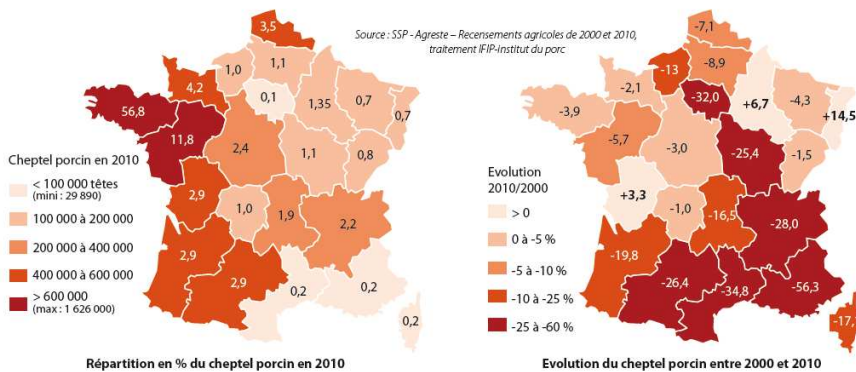 Source : SSP - Agreste – Recensements agricoles de 2000 et 2010,
traitement IFIP-institut du porc
3,5
1,0
1,1
4,2
0,1
1,35
0,7
0,7
56,8
11,8
2,4
1,1
0,8
2,9
1,0
1,9
2,2
2,9
2,9
0,2
0,2
0,2
Cheptel porcin en 2010
< 100 000 têtes
(mini : 29 890)
100 000 à 200 000
200 000 à 400 000
400 000 à 600 000
> 600 000
(max : 1 626 000)
Répartition en % du cheptel porcin en 2010
-7,1
-13
-8,9
-2,1
-32,0
+6,7
-4,3
+14,5
-3,9
-5,7
-3,0
-25,4
-1,5
+3,3
-1,0
-16,5
-28,0
-19,8
-26,4
-34,8
-56,3
Evolution
2010/2000
> 0
0 à -5 %
-5 à -10 %
-10 à -25 %
-25 à -60 %
Evolution du cheptel porcin entre 2000 et 2010